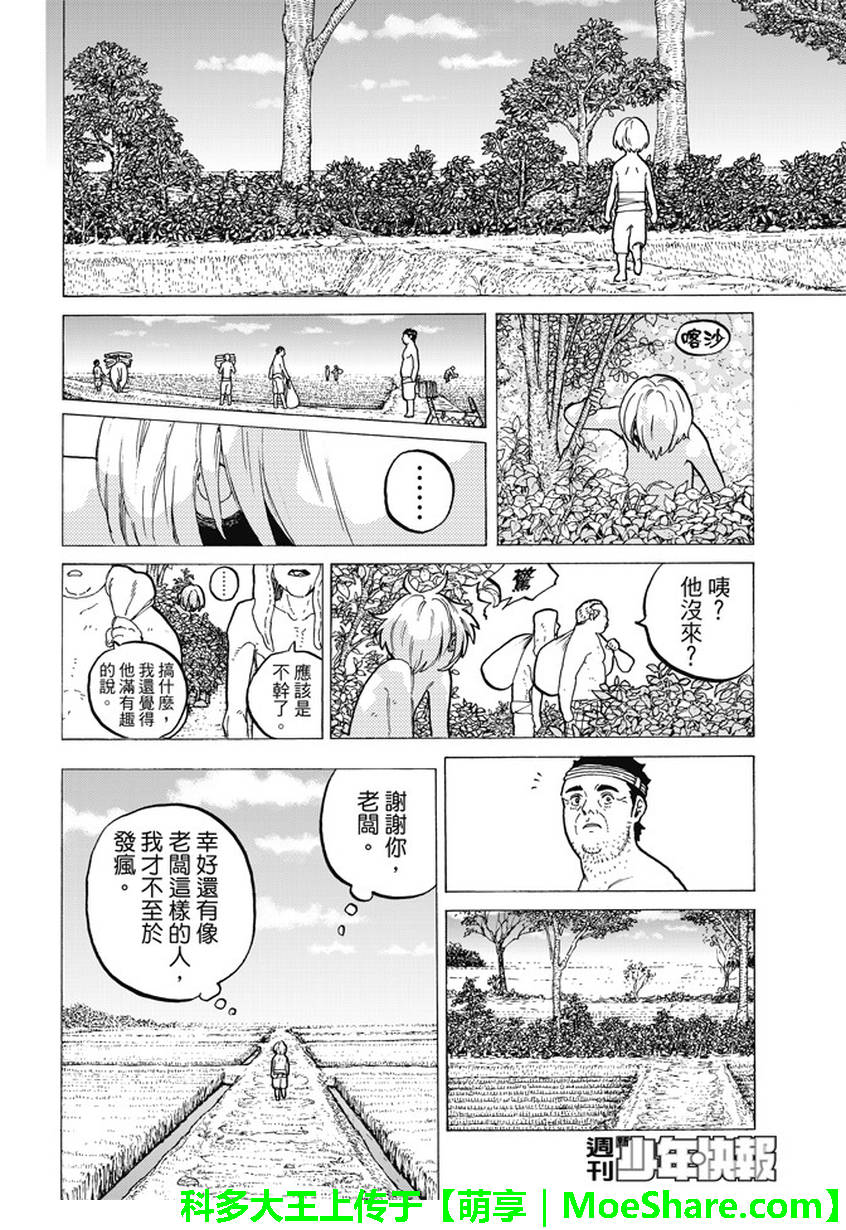 喀沙
……
咦？
他沒來？
驚
應該是
不幹了。
……
搞什麼，
我還覺得
他滿有趣
的說。
謝謝你，
老闆。
幸好還有像
老闆這樣的人，
我才不至於
發瘋。
週刊
新少年快報
科多大王上传于【萌享｜MoeShare.com】